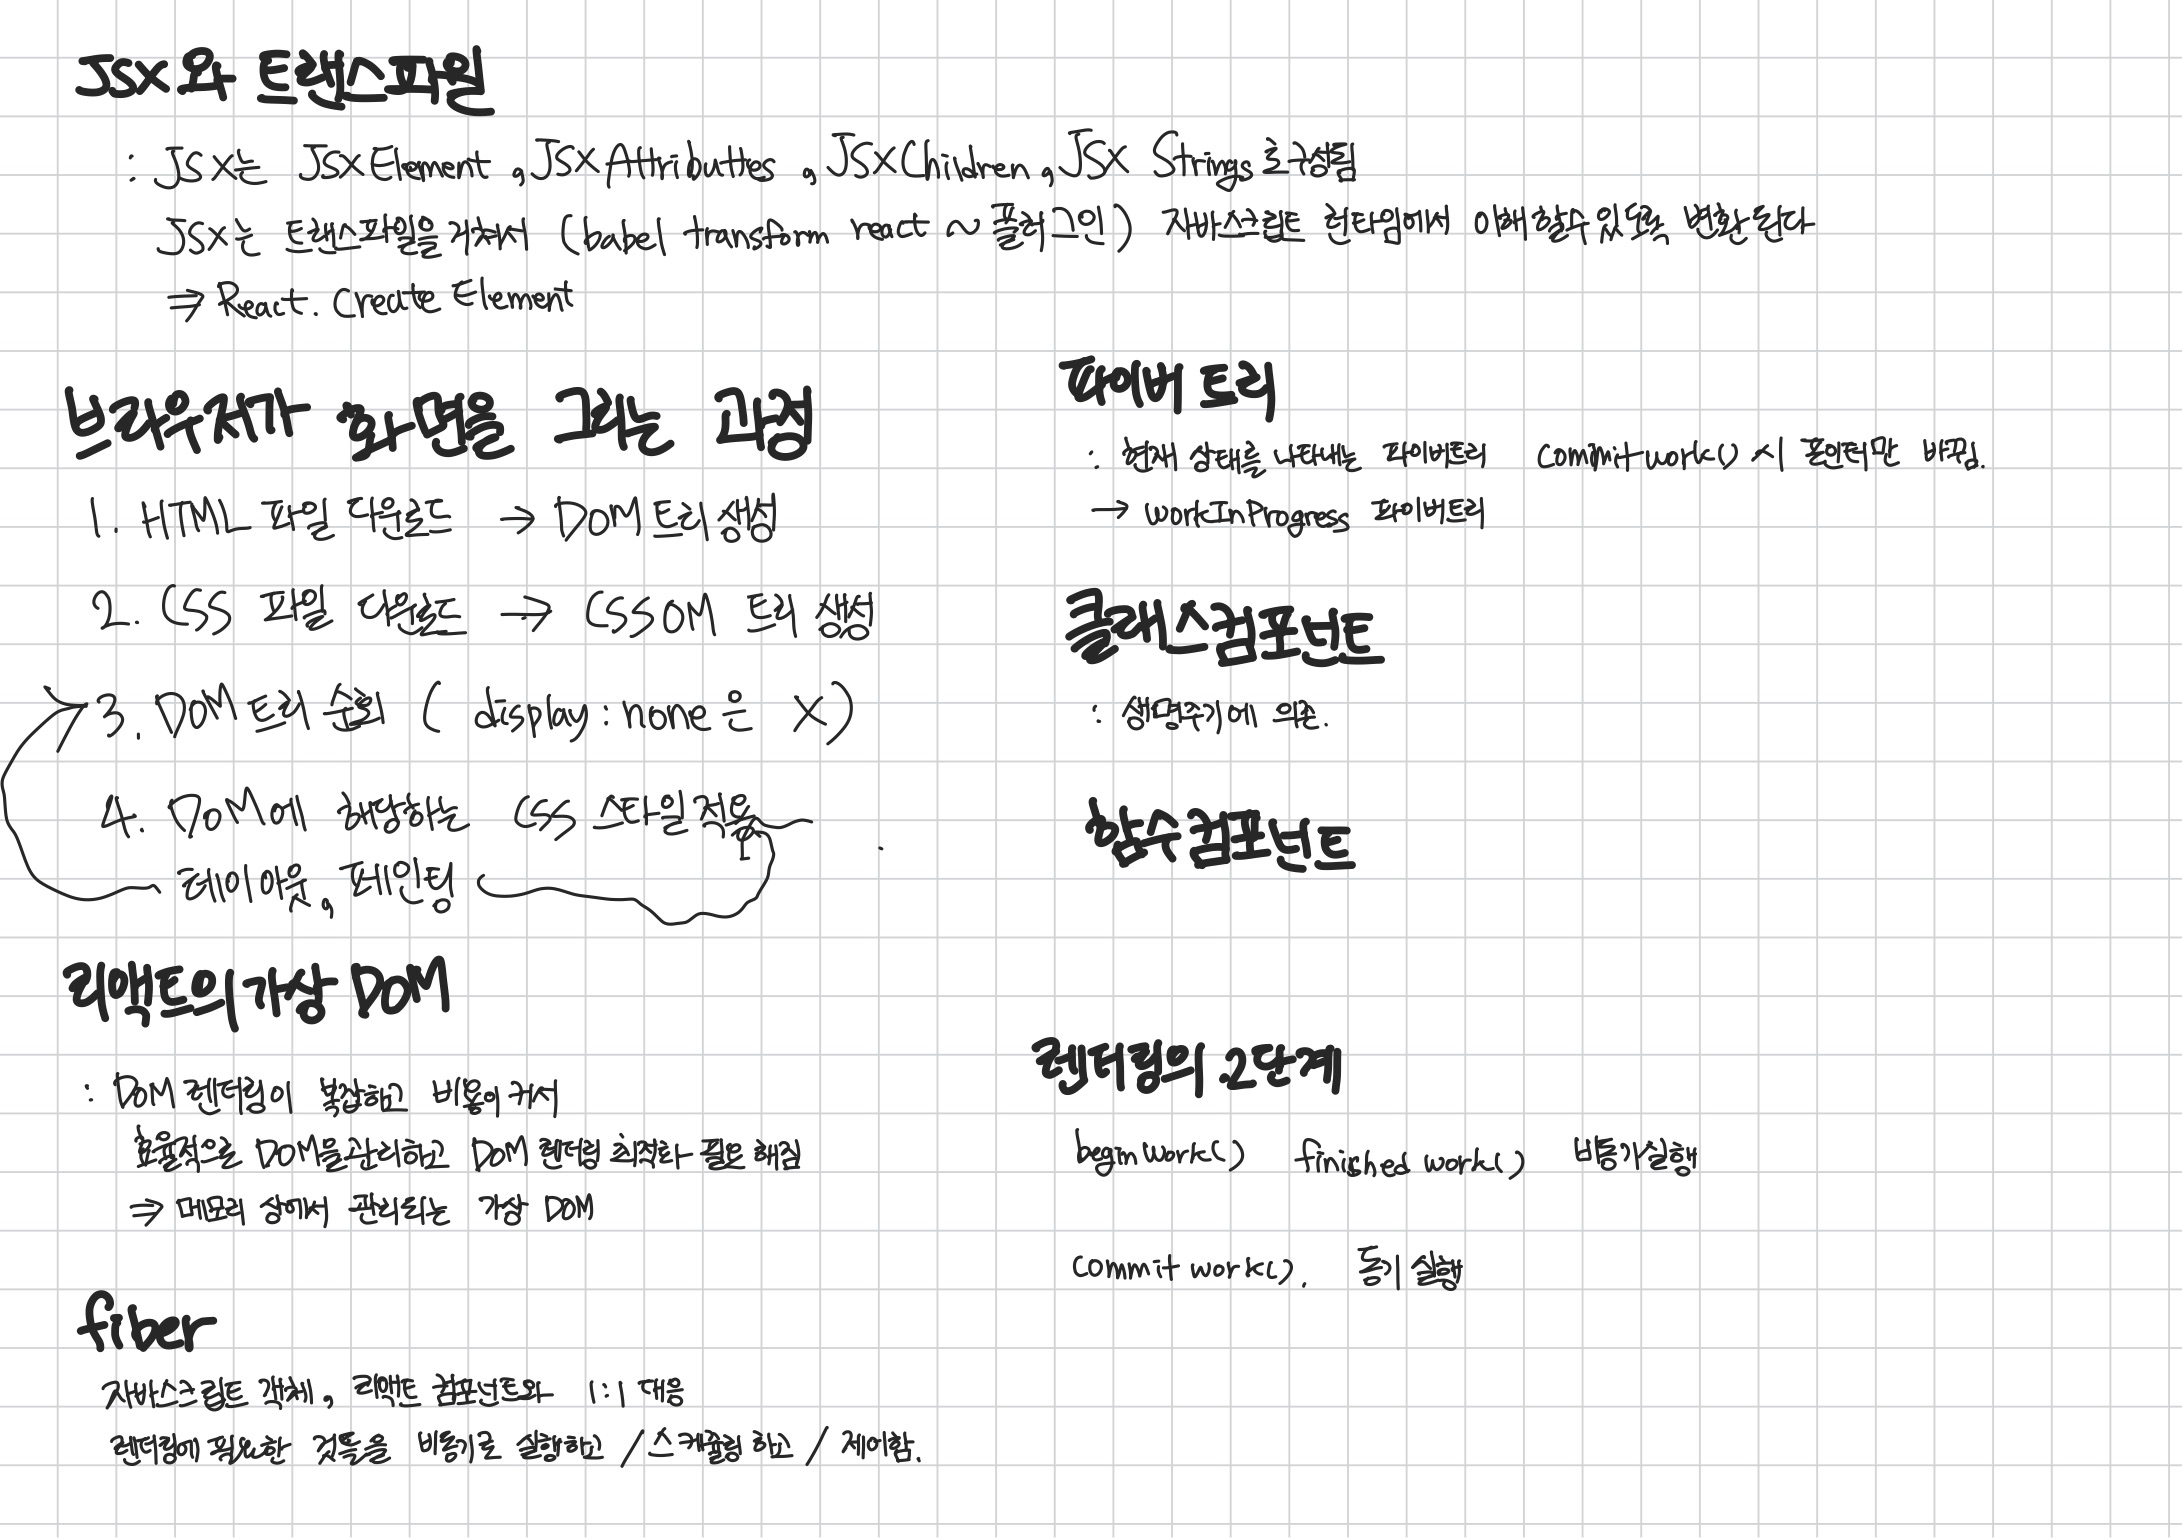 JSX와 트랜스파일
: JSX는 JSXElement, JSXAttributtes, JSXChildren, JSX Strings로 구성됨
JSX는 트랜스파일을 거쳐서 (babel transform react ~ 플러그인) 자바스크립트 런타임에서 이해할수있도록 변환된다
⇒ React. Create Element
브라우저가 화면을 그리는 과정
1. HTML 파일 다운로드 → DOM 트리 생성
2. CSS 파일 다운로드 → CSSOM 트리 생성
3. DOM 트리 순회 ( display : none 은 X)
4. DOM에 해당하는 CSS 스타일 적용
레이아웃, 페인팅
리액트의 가상 DOM
: DOM 렌더링이 복잡하고 비용이 커서
효율적으로 DOM을 관리하고 DOM 렌더링 최적화 필요해짐
⇒ 메모리 상에서 관리되는 가상 DOM
fiber
자바스크립트 객체, 리액트 컴포넌트와 1:1 대응
렌더링에 필요한 것들을 비동기로 실행하고 / 스케쥴링 하고 / 제어함.
파이버 트리
: 현재 상태를 나타내는 파이버트리 commit work() 시 포인터만 바뀜.
→ workInProgress 파이버트리
클래스컴포넌트
: 생명주기에 의존.
함수컴포넌트
렌더링의 2단계
begin work() finished work() 비동기실행
commit work(). 동기 실행